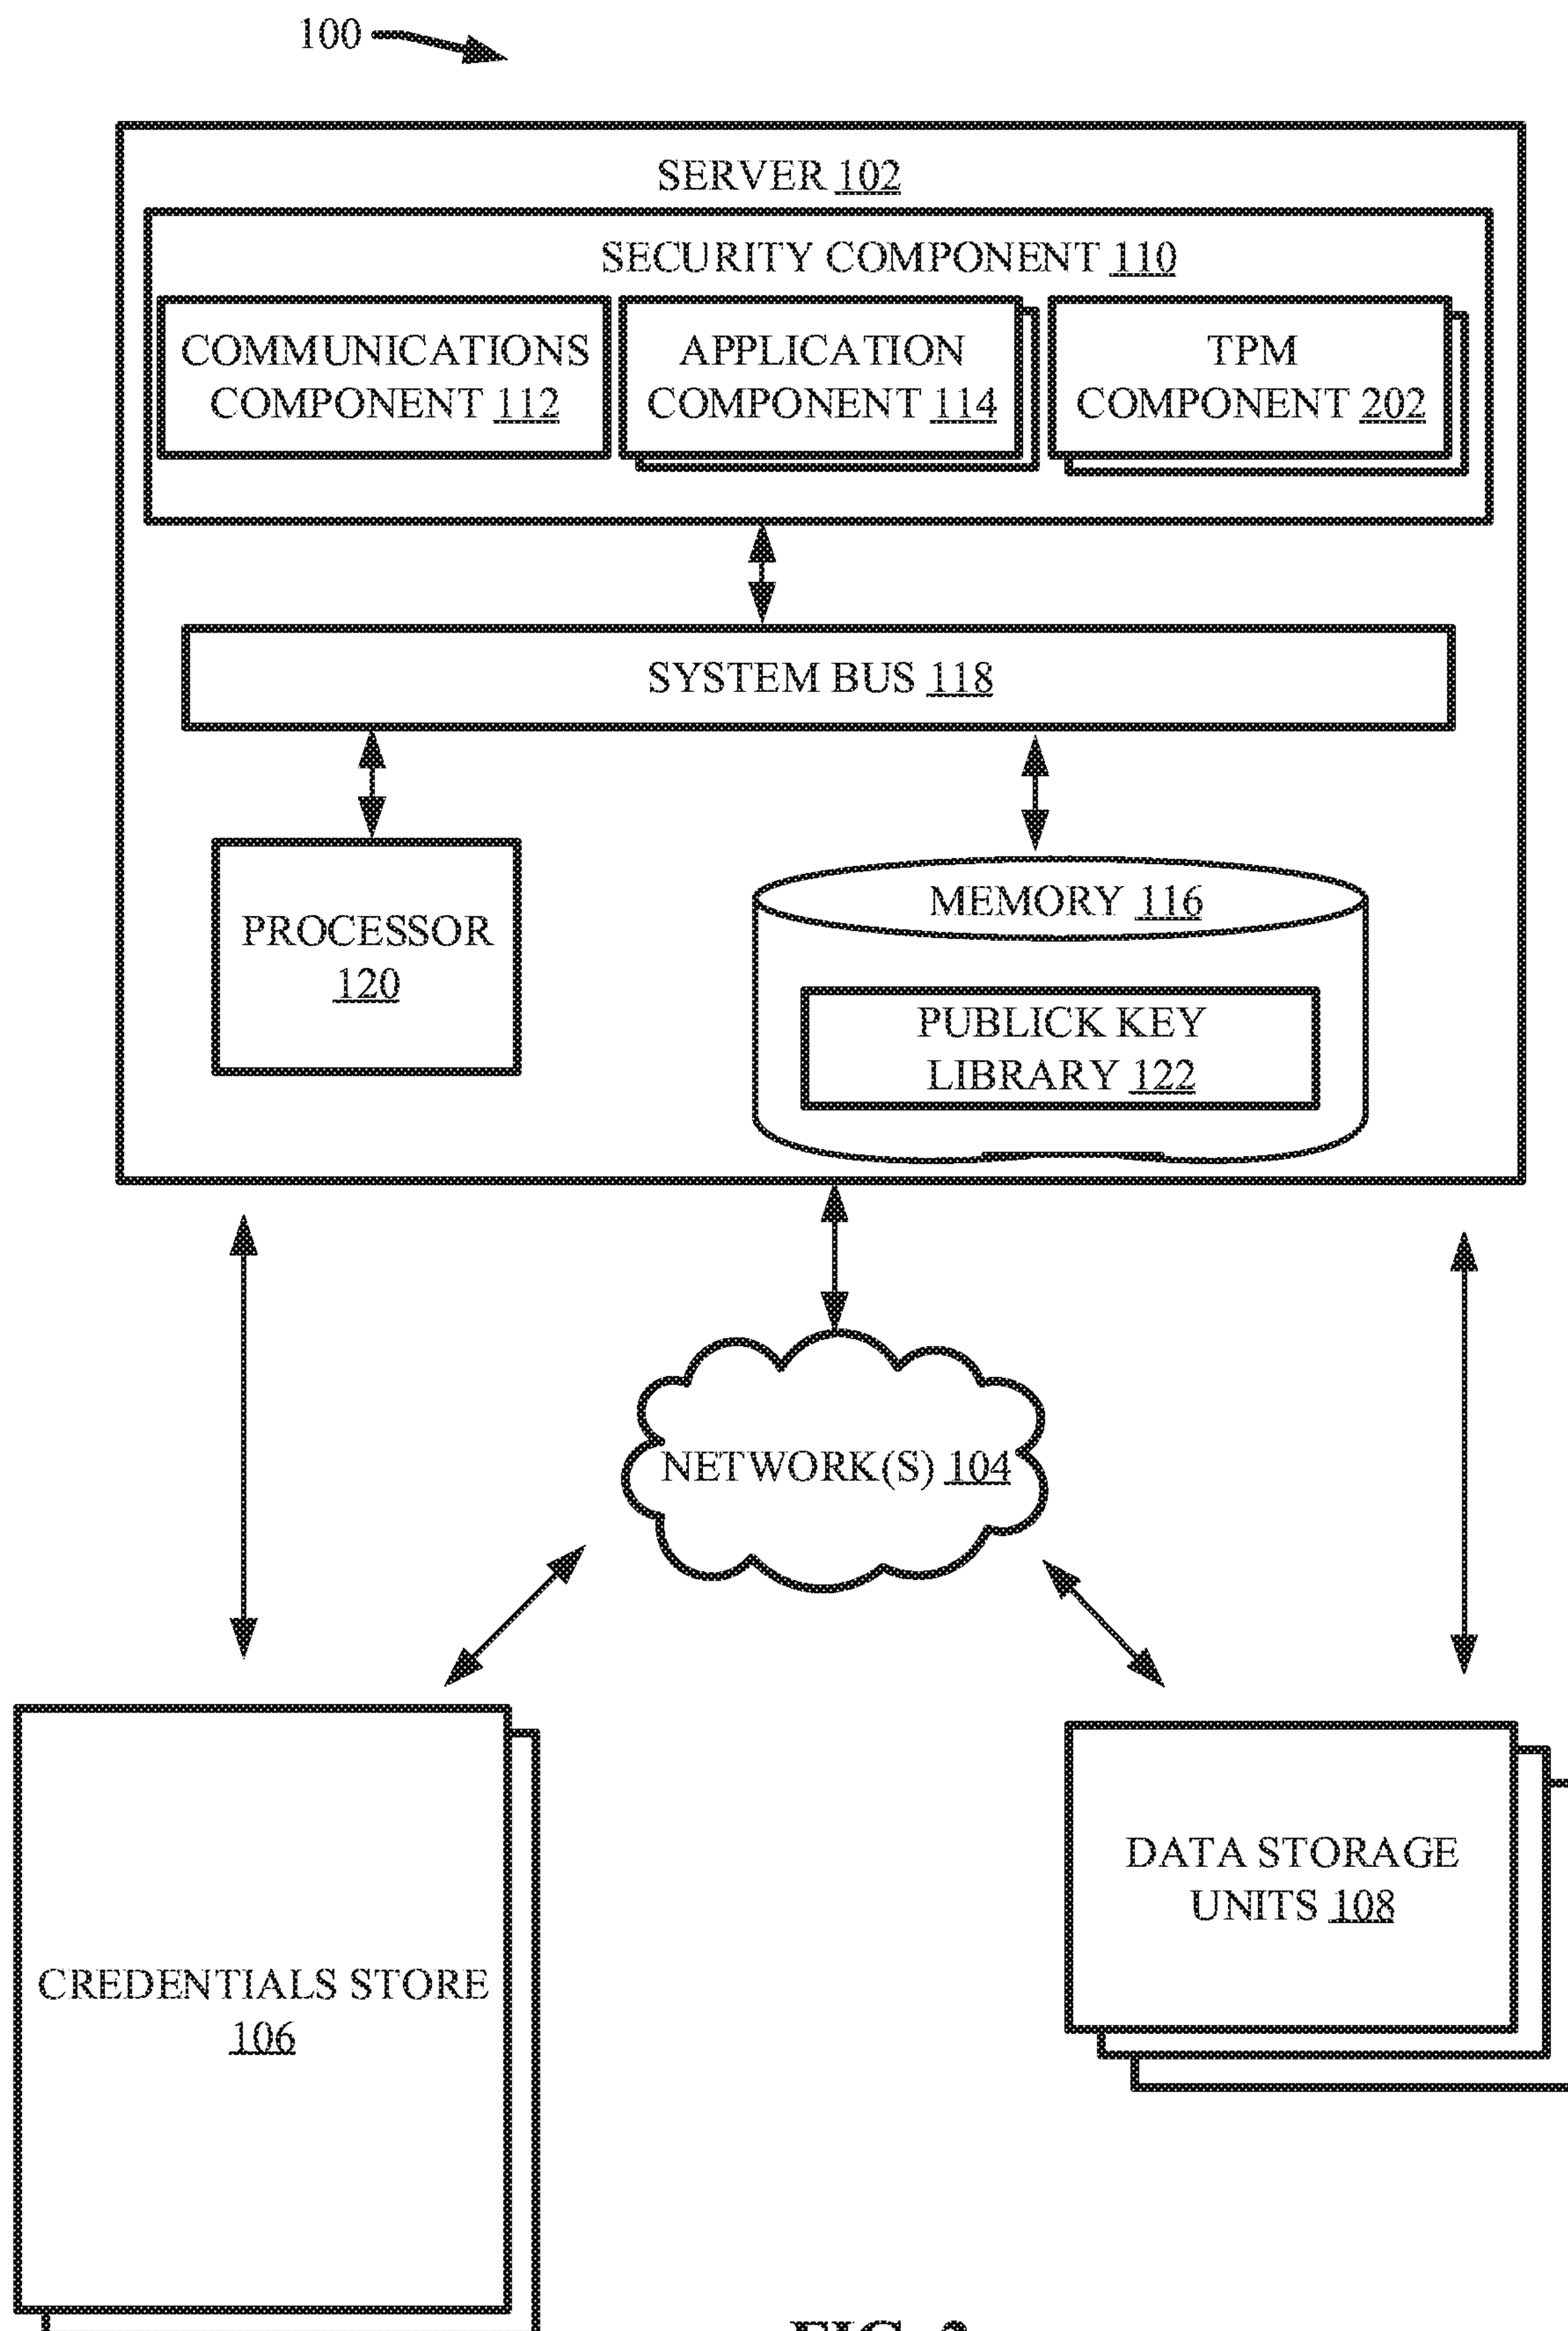 100
SERVER 102
SECURITY COMPONENT 110
COMMUNICATIONS
COMPONENT 112
APPLICATION
COMPONENT 114
TPM
COMPONENT 202
SYSTEM BUS 118
PROCESSOR
120
MEMORY 116
PUBLICK KEY
LIBRARY 122
NETWORK(S) 104
DATA STORAGE
UNITS 108
CREDENTIALS STORE
106